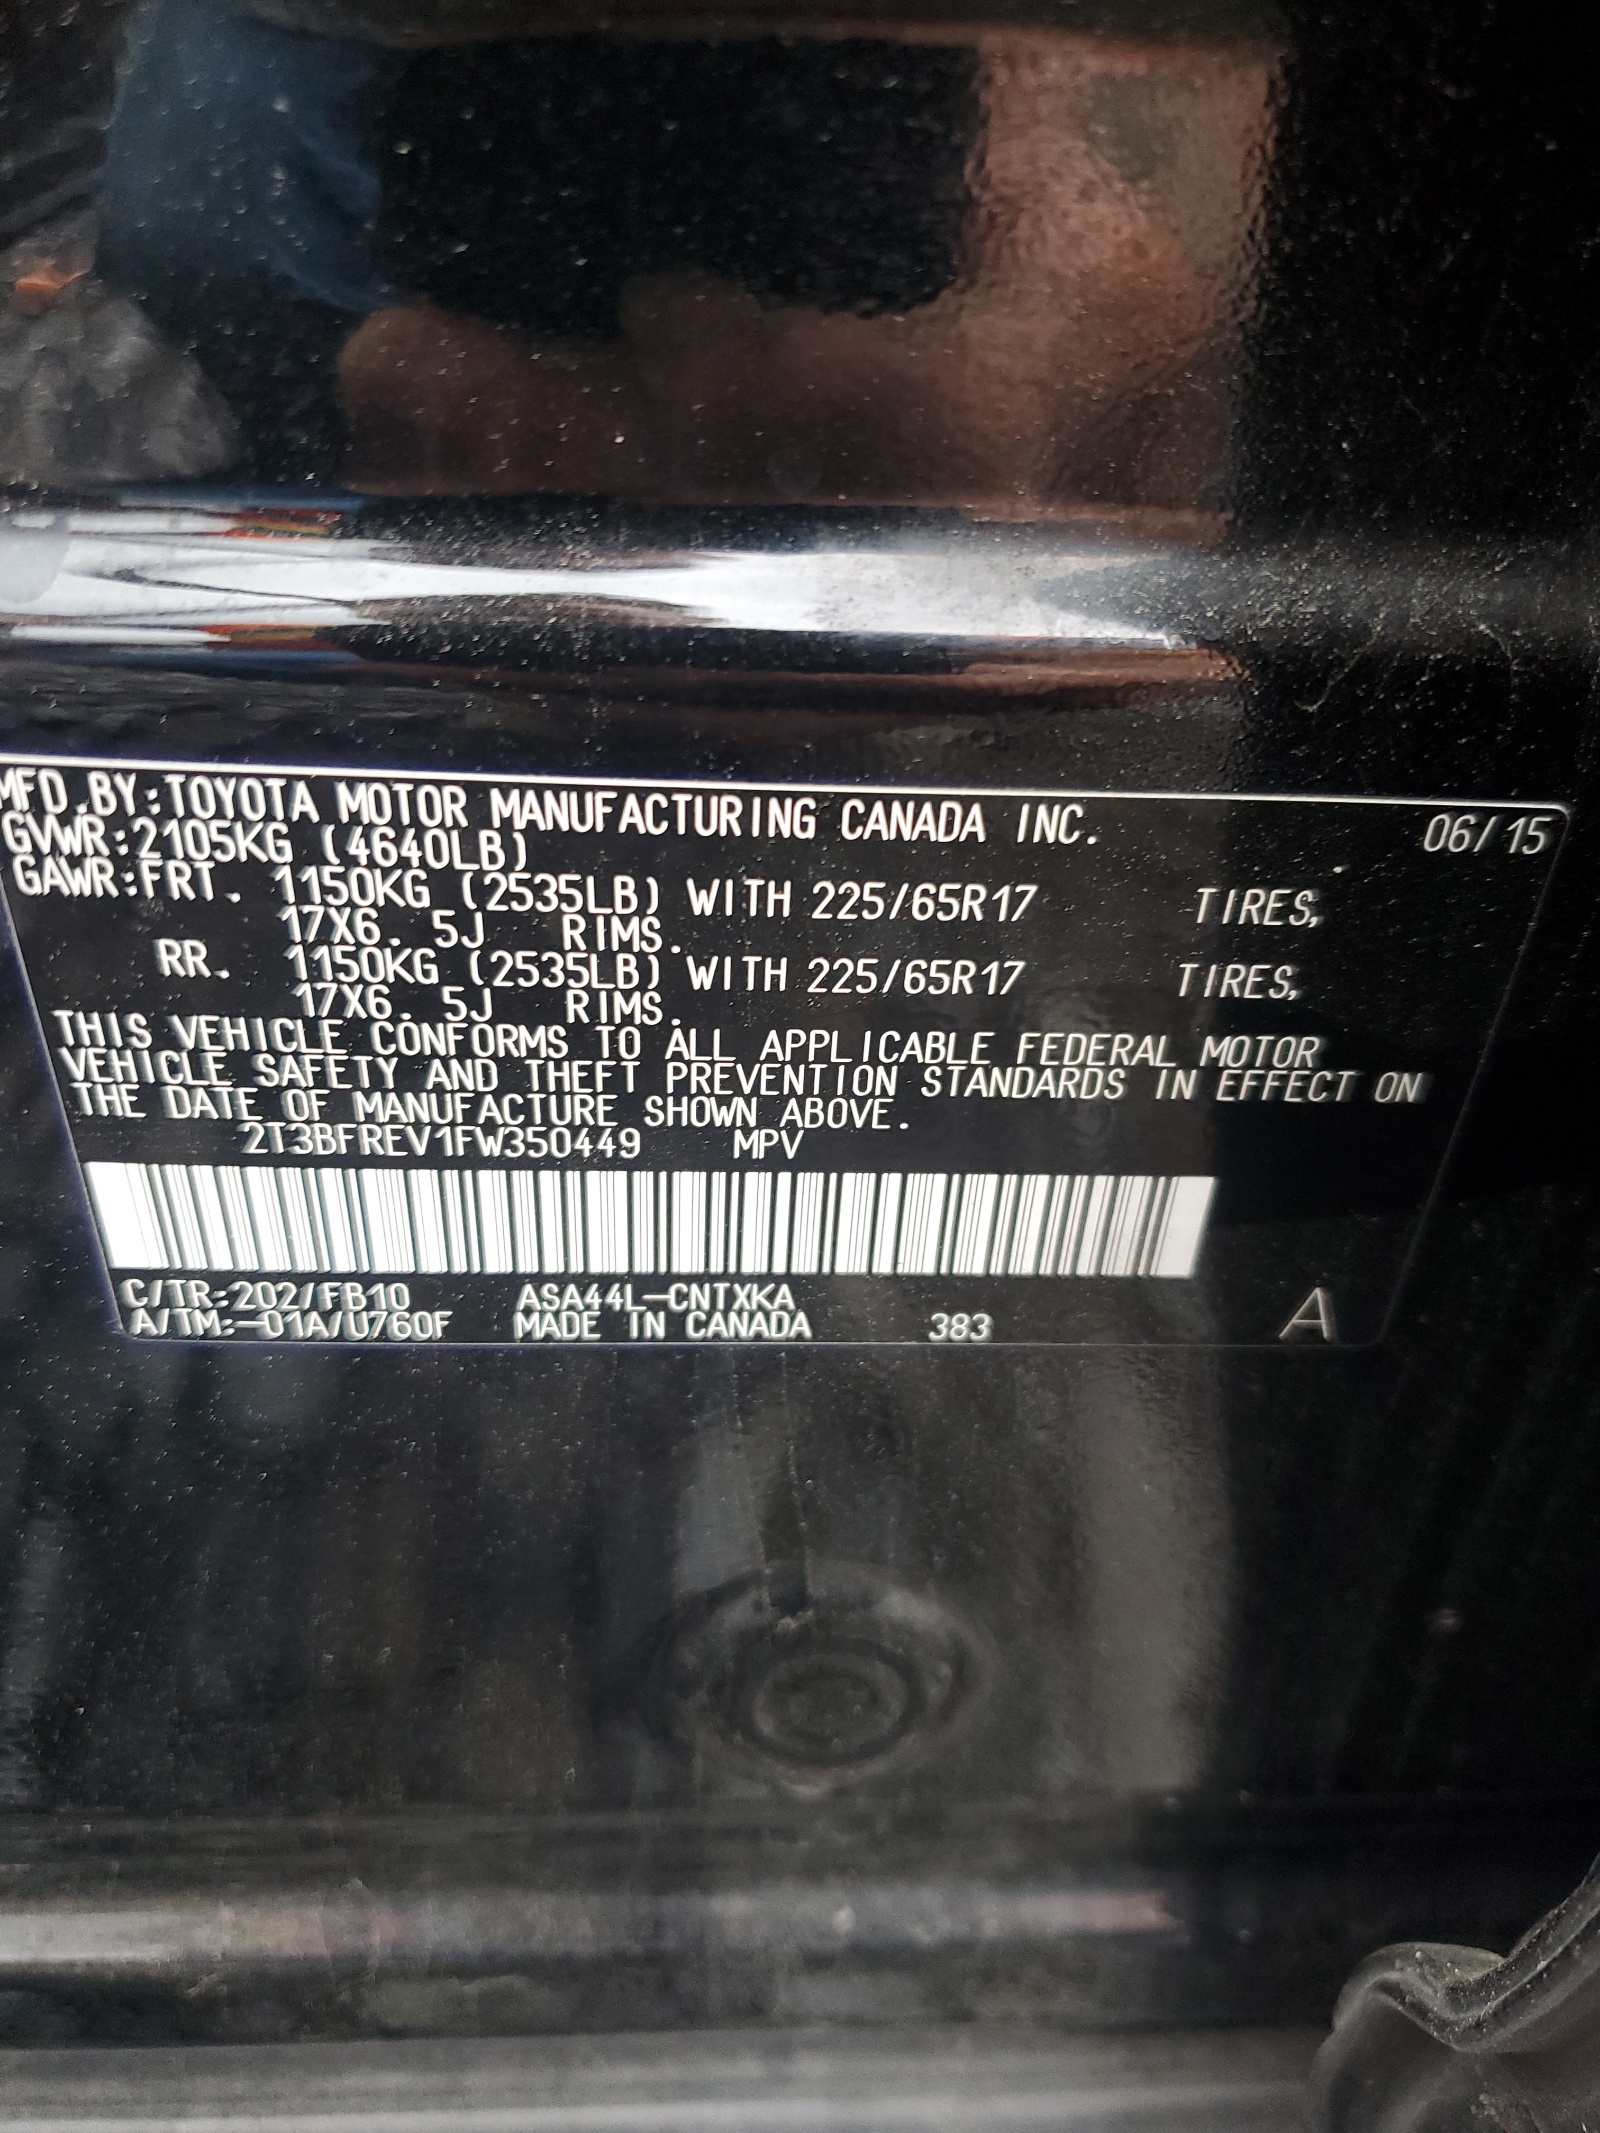 MFD.BY:TOYOTA MOTOR MANUFACTURING CANADA INC. 06/15
GVWR:2105KG (4640LB)
GAWR:FRT. 1150KG (2535LB) WITH 225/65R17 TIRES,
17X6.5J RIMS.
RR. 1150KG (2535LB) WITH 225/65R17 TIRES,
17X6.5J RIMS.
THIS VEHICLE CONFORMS TO ALL APPLICABLE FEDERAL MOTOR
VEHICLE SAFETY AND THEFT PREVENTION STANDARDS IN EFFECT ON
THE DATE OF MANUFACTURE SHOWN ABOVE.
2T3BFREV1FW350449 MPV
C/TR:202/FB10 ASA44L-CNTXKA
A/TM:-01A/U760F MADE IN CANADA 383 A